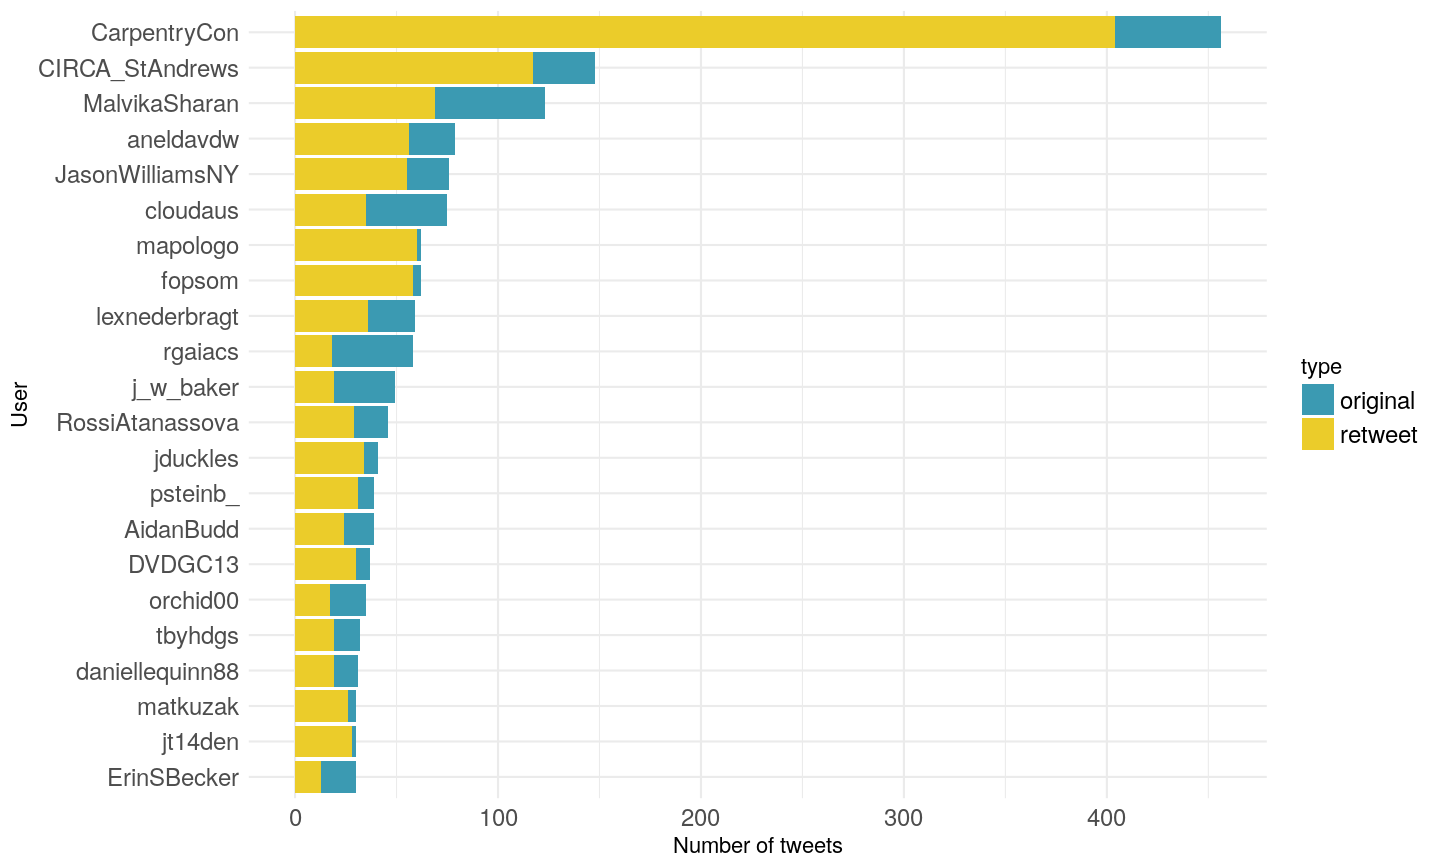 CarpentryCon
CIRCA_StAndrews
MalvikaSharan
aneldavdw
JasonWilliamsNY
cloudaus
mapologo
fopsom
lexnederbragt
rgaiacs
j_w_baker
RossiAtanassova
jduckles
psteinb_
AidanBudd
DVDGC13
orchid00
tbyhdgs
daniellequinn88
matkuzak
jt14den
ErinSBecker
User
0 100 200 300 400
Number of tweets
type
original
retweet